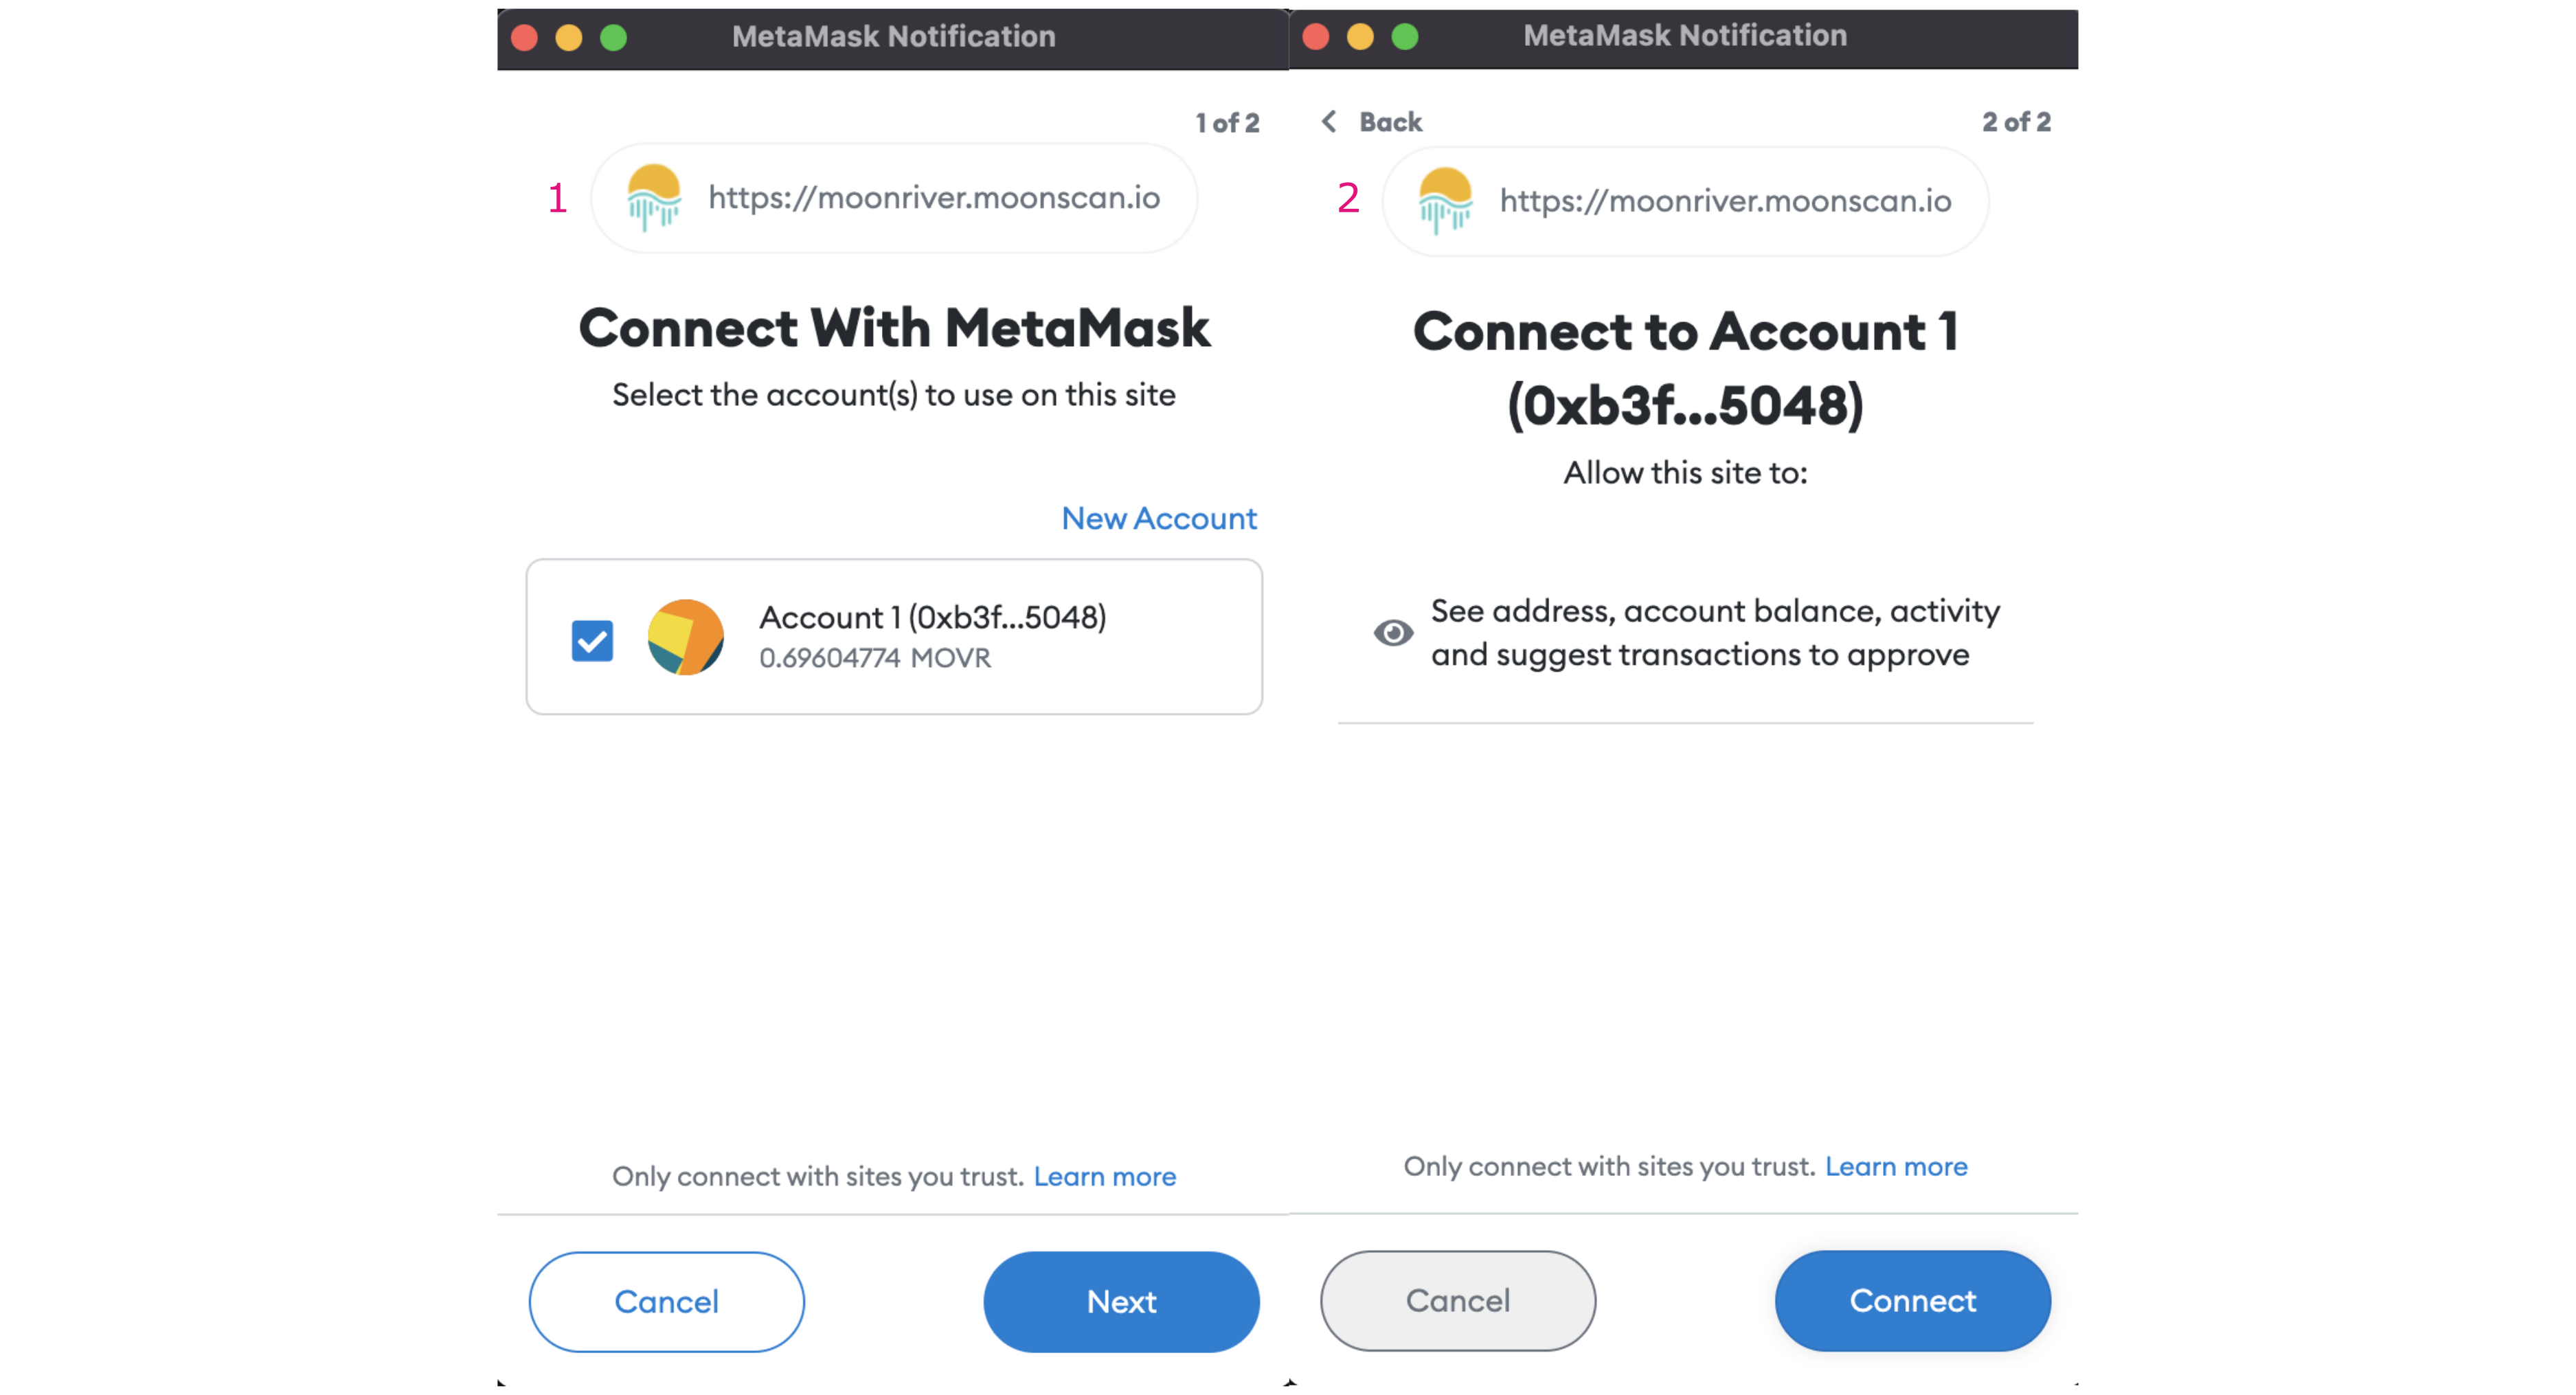 MetaMask Notification
1 of 2
1
https://moonriver.moonscan.io
Connect With MetaMask
Select the account(s) to use on this site
New Account
Account 1 (0xb3f...5048)
0.69604774 MOVR
Only connect with sites you trust. Learn more
Cancel
Next
MetaMask Notification
Back
2 of 2
2
https://moonriver.moonscan.io
Connect to Account 1
(0xb3f...5048)
Allow this site to:
See address, account balance, activity
and suggest transactions to approve
Only connect with sites you trust. Learn more
Cancel
Connect